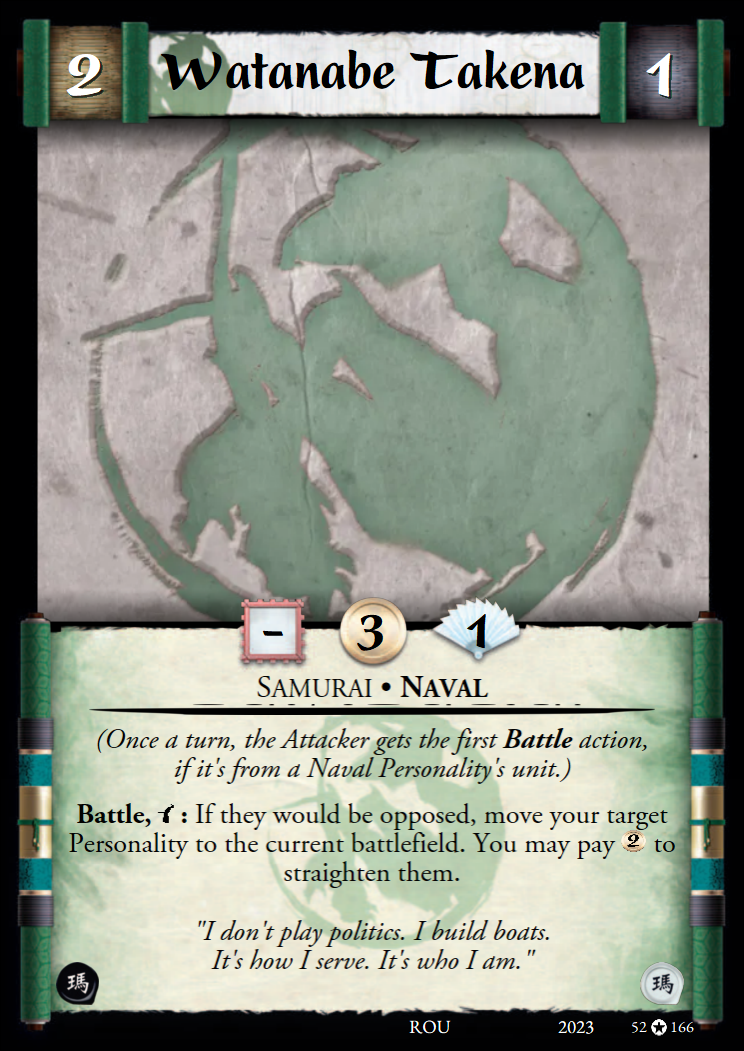 2 Watanabe Takena 1
- 3 1
SAMURAI • NAVAL
(Once a turn, the Attacker gets the first Battle action,
if it's from a Naval Personality's unit.)
Battle, : If they would be opposed, move your target
Personality to the current battlefield. You may pay 2 to
straighten them.
"I don't play politics. I build boats.
It's how I serve. It's who I am."
瑪 瑪
ROU 2023 52 166